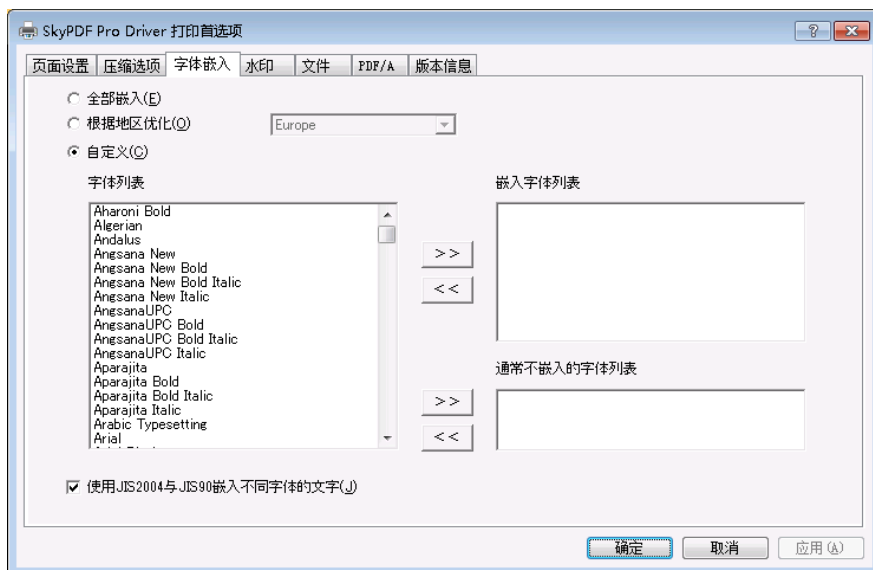 SkyPDF Pro Driver 打印首选项
页面设置 压缩选项 字体嵌入 水印 文件 PDF/A 版本信息
全部嵌入(E)
根据地区优化(O) Europe
自定义(C)
字体列表 嵌入字体列表
Aharoni Bold
Algerian
Andalus
Angsana New
>>
Angsana New Bold
Angsana New Bold Italic
<<
Angsana New Italic
AngsanaUPC
AngsanaUPC Bold
AngsanaUPC Bold Italic
AngsanaUPC Italic
Aparajita 通常不嵌入的字体列表
Aparajita Bold
Aparajita Bold Italic
>>
Aparajita Italic
Arabic Typesetting
Arial
<<
使用JIS2004与JIS90嵌入不同字体的文字(J)
确定 取消 应用(A)